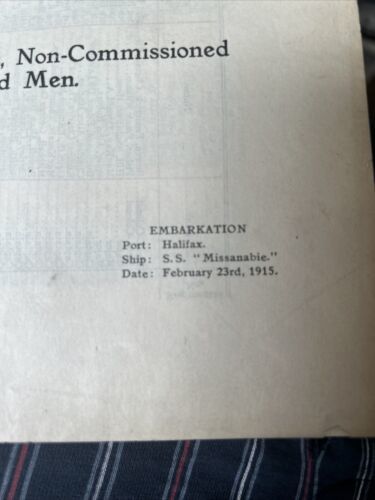 , Non-Commissioned
d Men.
EMBARKATION
Port: Halifax.
Ship: S. S. "Missanabie."
Date: February 23rd, 1915.